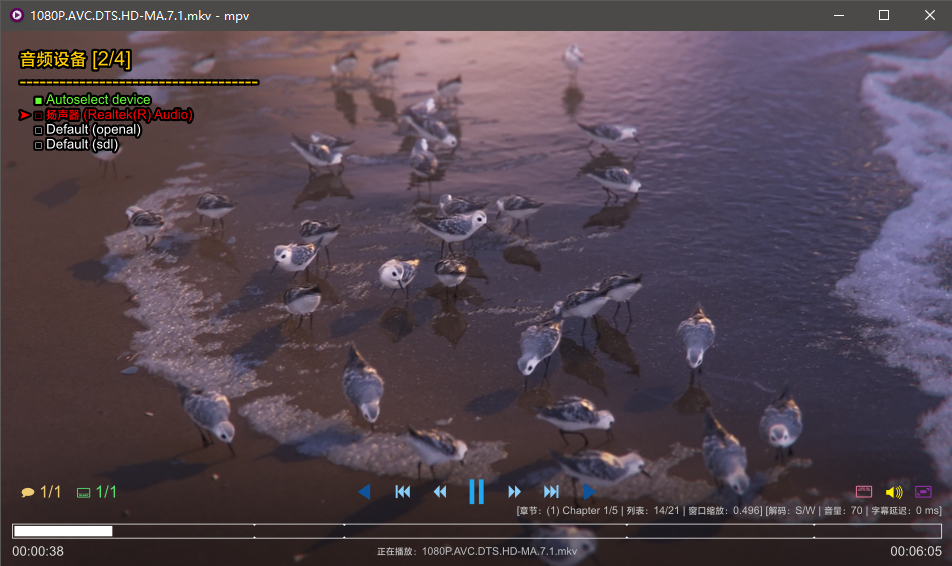 1080P.AVC.DTS.HD-MA.7.1.mkv - mpv
音频设备 [2/4]
------------------------------------
Autoselect device
扬声器 (Realtek(R) Audio)
Default (openal)
Default (sdl)
1/1 1/1
[章节：(1) Chapter 1/5 | 列表：14/21 | 窗口缩放：0.496] [解码：S/W | 音量：70 | 字幕延迟：0 ms]
00:00:38 正在播放：1080P.AVC.DTS.HD-MA.7.1.mkv 00:06:05